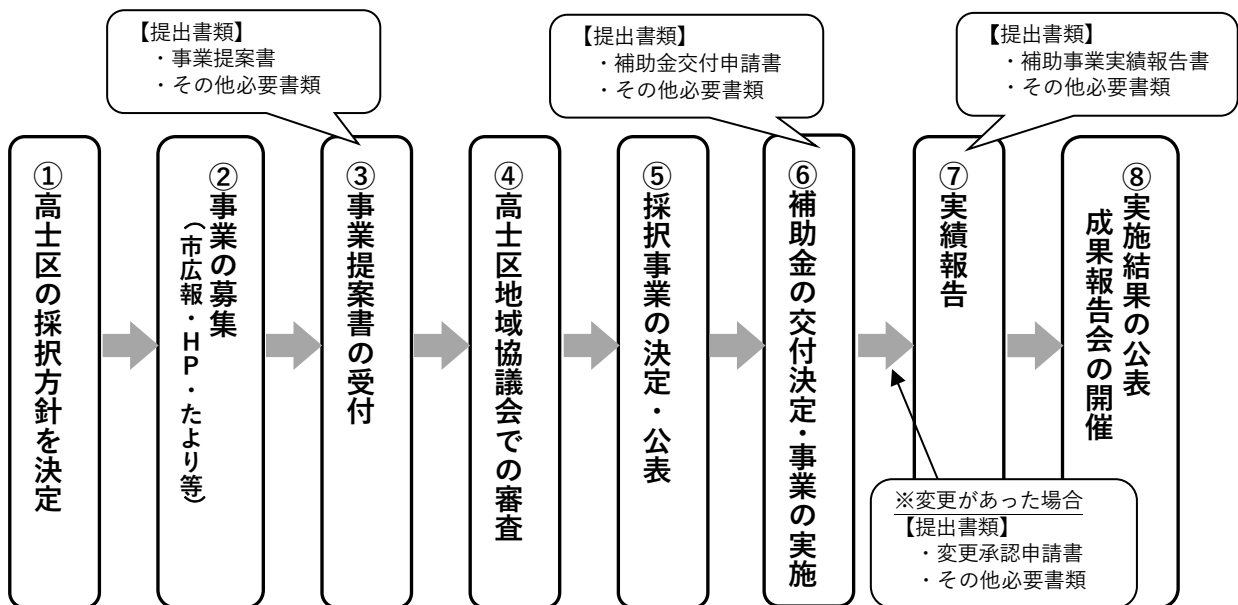 【提出書類】
・事業提案書
・その他必要書類
【提出書類】
・補助金交付申請書
・その他必要書類
【提出書類】
・補助事業実績報告書
・その他必要書類
①高士区の採択方針を決定
②事業の募集
（市広報・HP・たより等）
③事業提案書の受付
④高士区地域協議会での審査
⑤採択事業の決定・公表
⑥補助金の交付決定・事業の実施
⑦実績報告
⑧実施結果の公表
成果報告会の開催
※変更があった場合
【提出書類】
・変更承認申請書
・その他必要書類